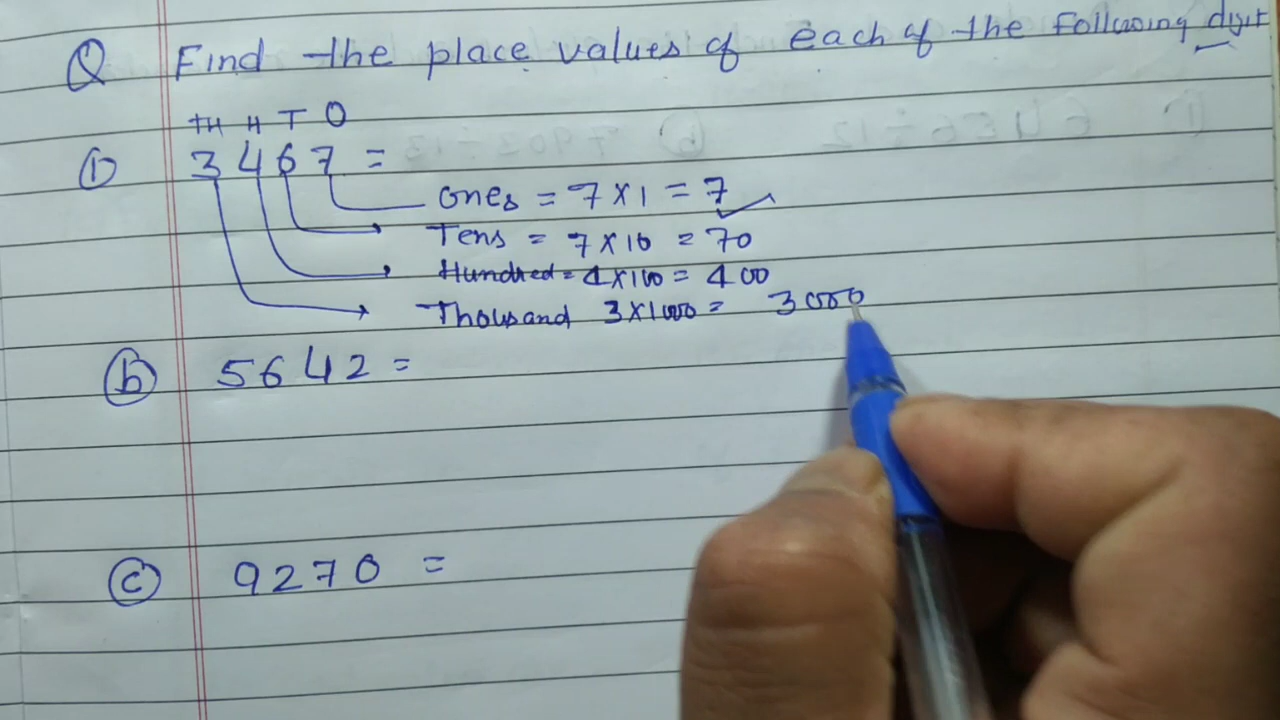 Q Find the place values of each of the following digit
TH H T O
① 3467 =
Ones = 7×1 = 7
Tens = 7×10 = 70
Hundred = 4×100 = 400
Thousand 3×1000 = 3000
ⓑ 5642 =
ⓒ 9270 =